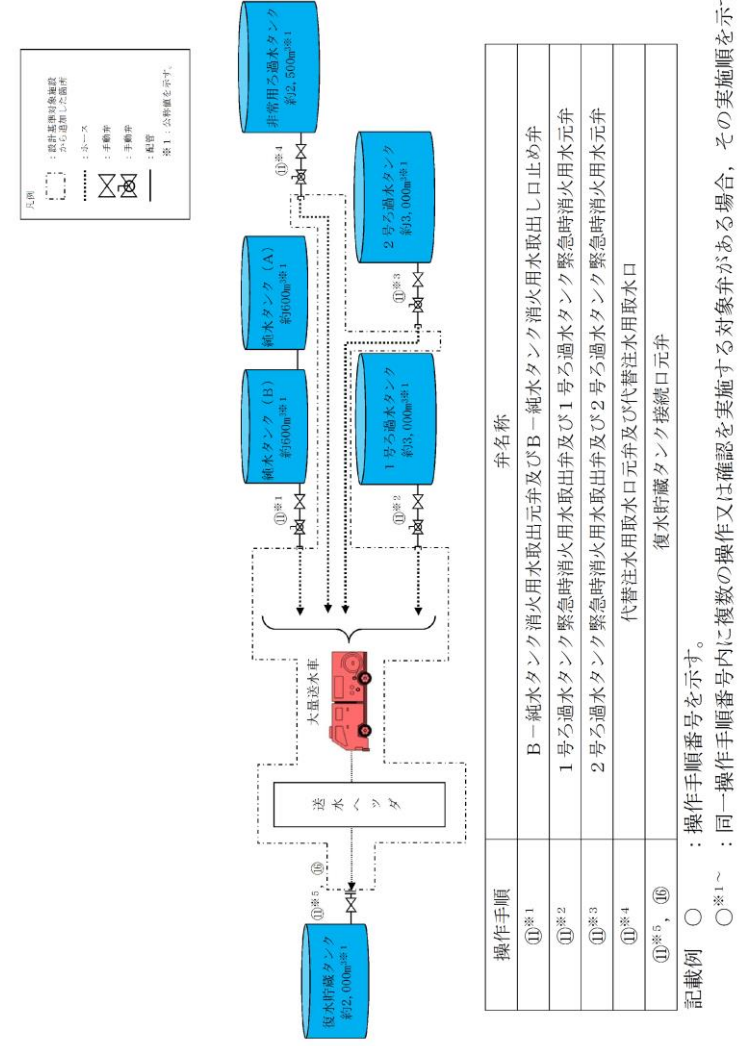 凡例
：設計基準対象施設
から追加した箇所
：ホース
：手動弁
：手動弁
：配管
※1：公称値を示す。
復水貯蔵タンク
約2,000m³※1
⑪※5，⑯
送水ヘッダ
大量送水車
⑪※1
純水タンク（B）
約600m³※1
純水タンク（A）
約600m³※1
⑪※4
非常用ろ過水タンク
約2,500m³※1
⑪※2
1号ろ過水タンク
約3,000m³※1
⑪※3
2号ろ過水タンク
約3,000m³※1
操作手順 弁名称
⑪※1 B－純水タンク消火用水取出元弁及びB－純水タンク消火用水取出し口止め弁
⑪※2 1号ろ過水タンク緊急時消火用水取出弁及び1号ろ過水タンク緊急時消火用水元弁
⑪※3 2号ろ過水タンク緊急時消火用水取出弁及び2号ろ過水タンク緊急時消火用水元弁
⑪※4 代替注水用取水口元弁及び代替注水用取水口
⑪※5，⑯ 復水貯蔵タンク接続口元弁
記載例 ○ ：操作手順番号を示す。
○※1～ ：同一操作手順番号内に複数の操作又は確認を実施する対象弁がある場合，その実施順を示